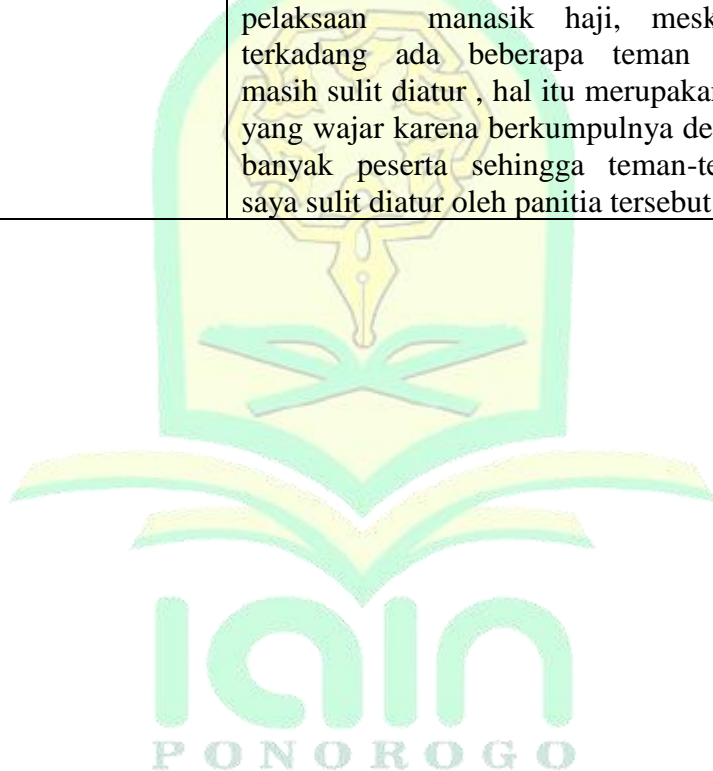 pelaksaan manasik haji, mesk
terkadang ada beberapa teman
masih sulit diatur , hal itu merupakan
yang wajar karena berkumpulnya de
banyak peserta sehingga teman-te
saya sulit diatur oleh panitia tersebut
IAIN
PONOROGO